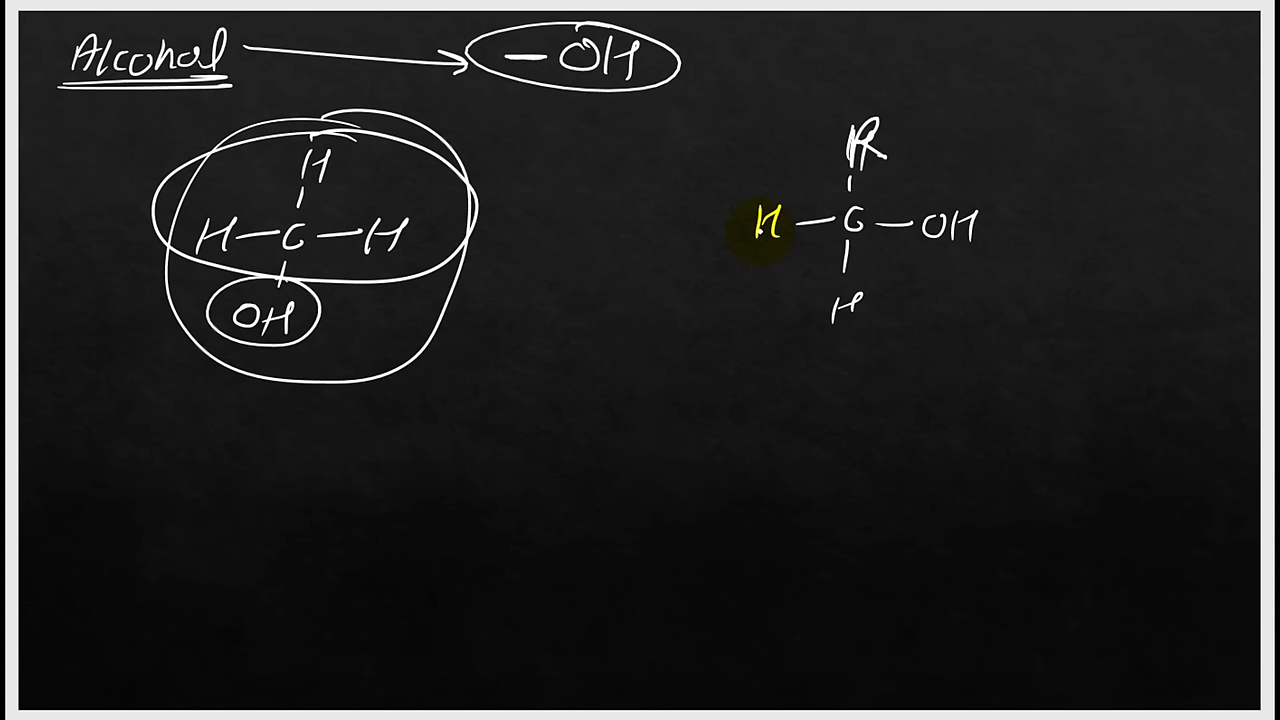 Alcohol → – OH
H
H – C – H
OH
R
H – C – OH
H